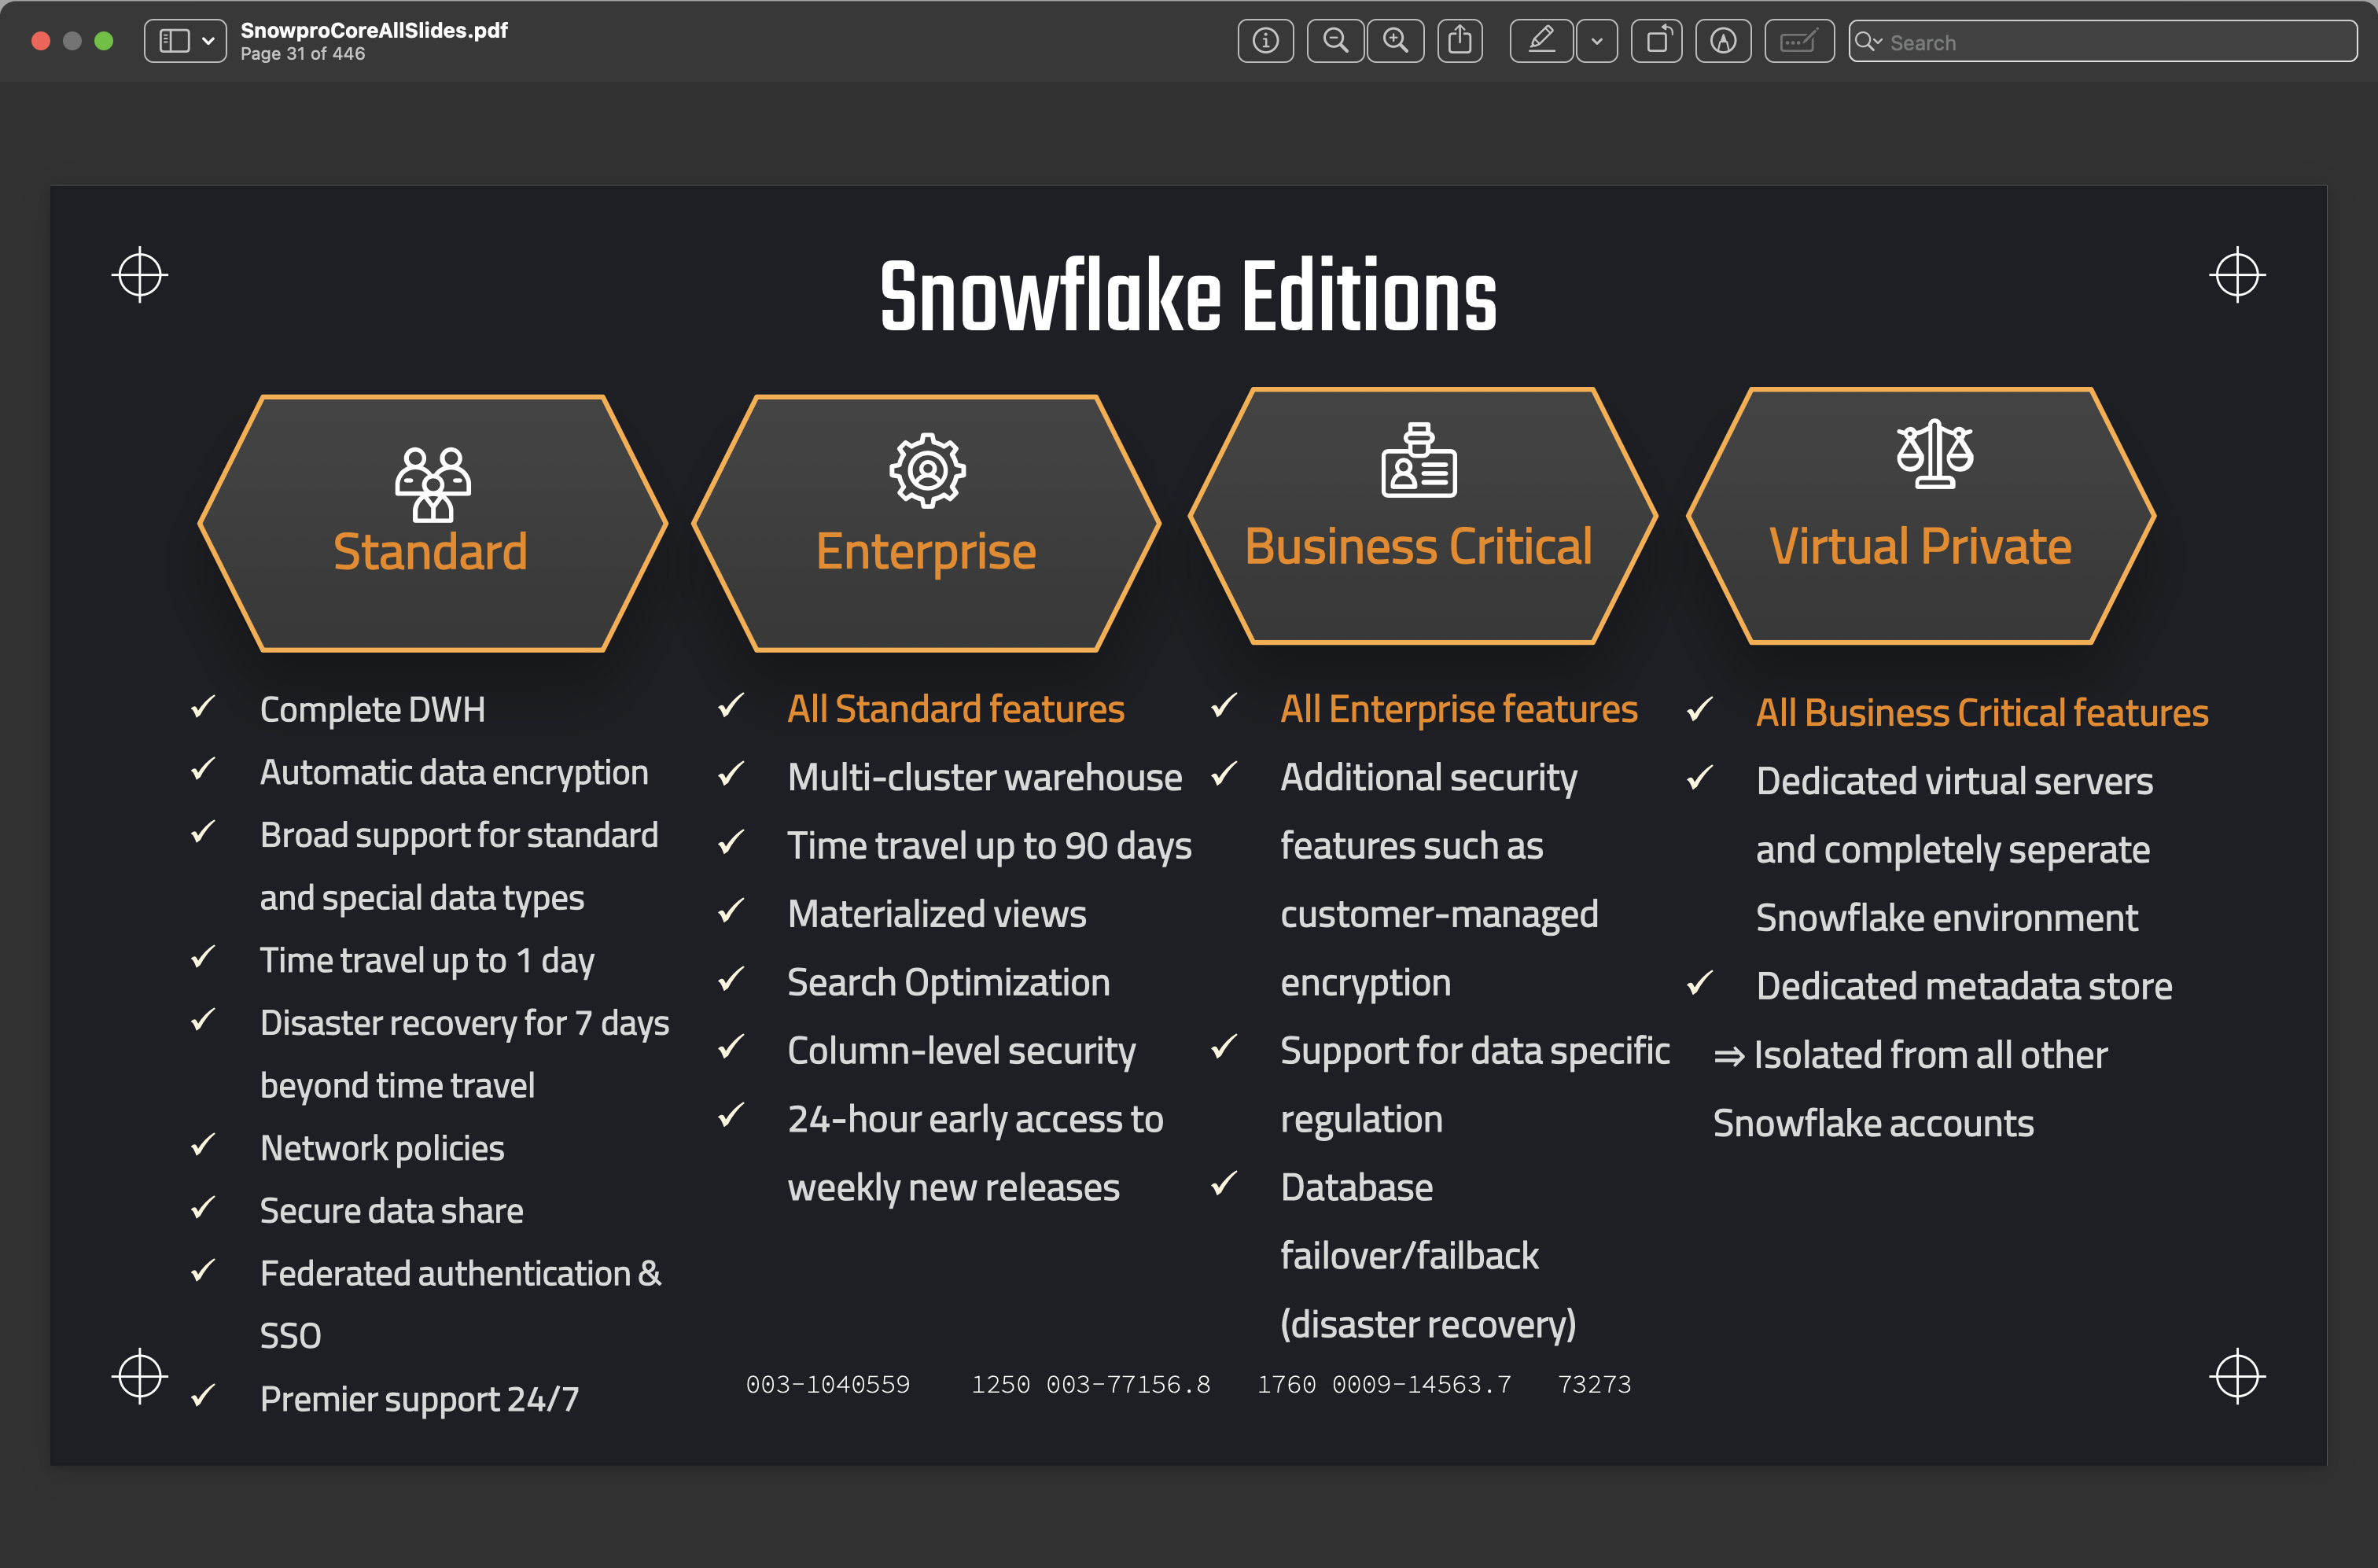 SnowproCoreAllSlides.pdf
Page 31 of 446
Search
Snowflake Editions
Standard
Complete DWH
Automatic data encryption
Broad support for standard
and special data types
Time travel up to 1 day
Disaster recovery for 7 days
beyond time travel
Network policies
Secure data share
Federated authentication &
SSO
Premier support 24/7
Enterprise
All Standard features
Multi-cluster warehouse
Time travel up to 90 days
Materialized views
Search Optimization
Column-level security
24-hour early access to
weekly new releases
Business Critical
All Enterprise features
Additional security
features such as
customer-managed
encryption
Support for data specific
regulation
Database
failover/failback
(disaster recovery)
Virtual Private
All Business Critical features
Dedicated virtual servers
and completely seperate
Snowflake environment
Dedicated metadata store
⇒ Isolated from all other
Snowflake accounts
003-1040559 1250 003-77156.8 1760 0009-14563.7 73273